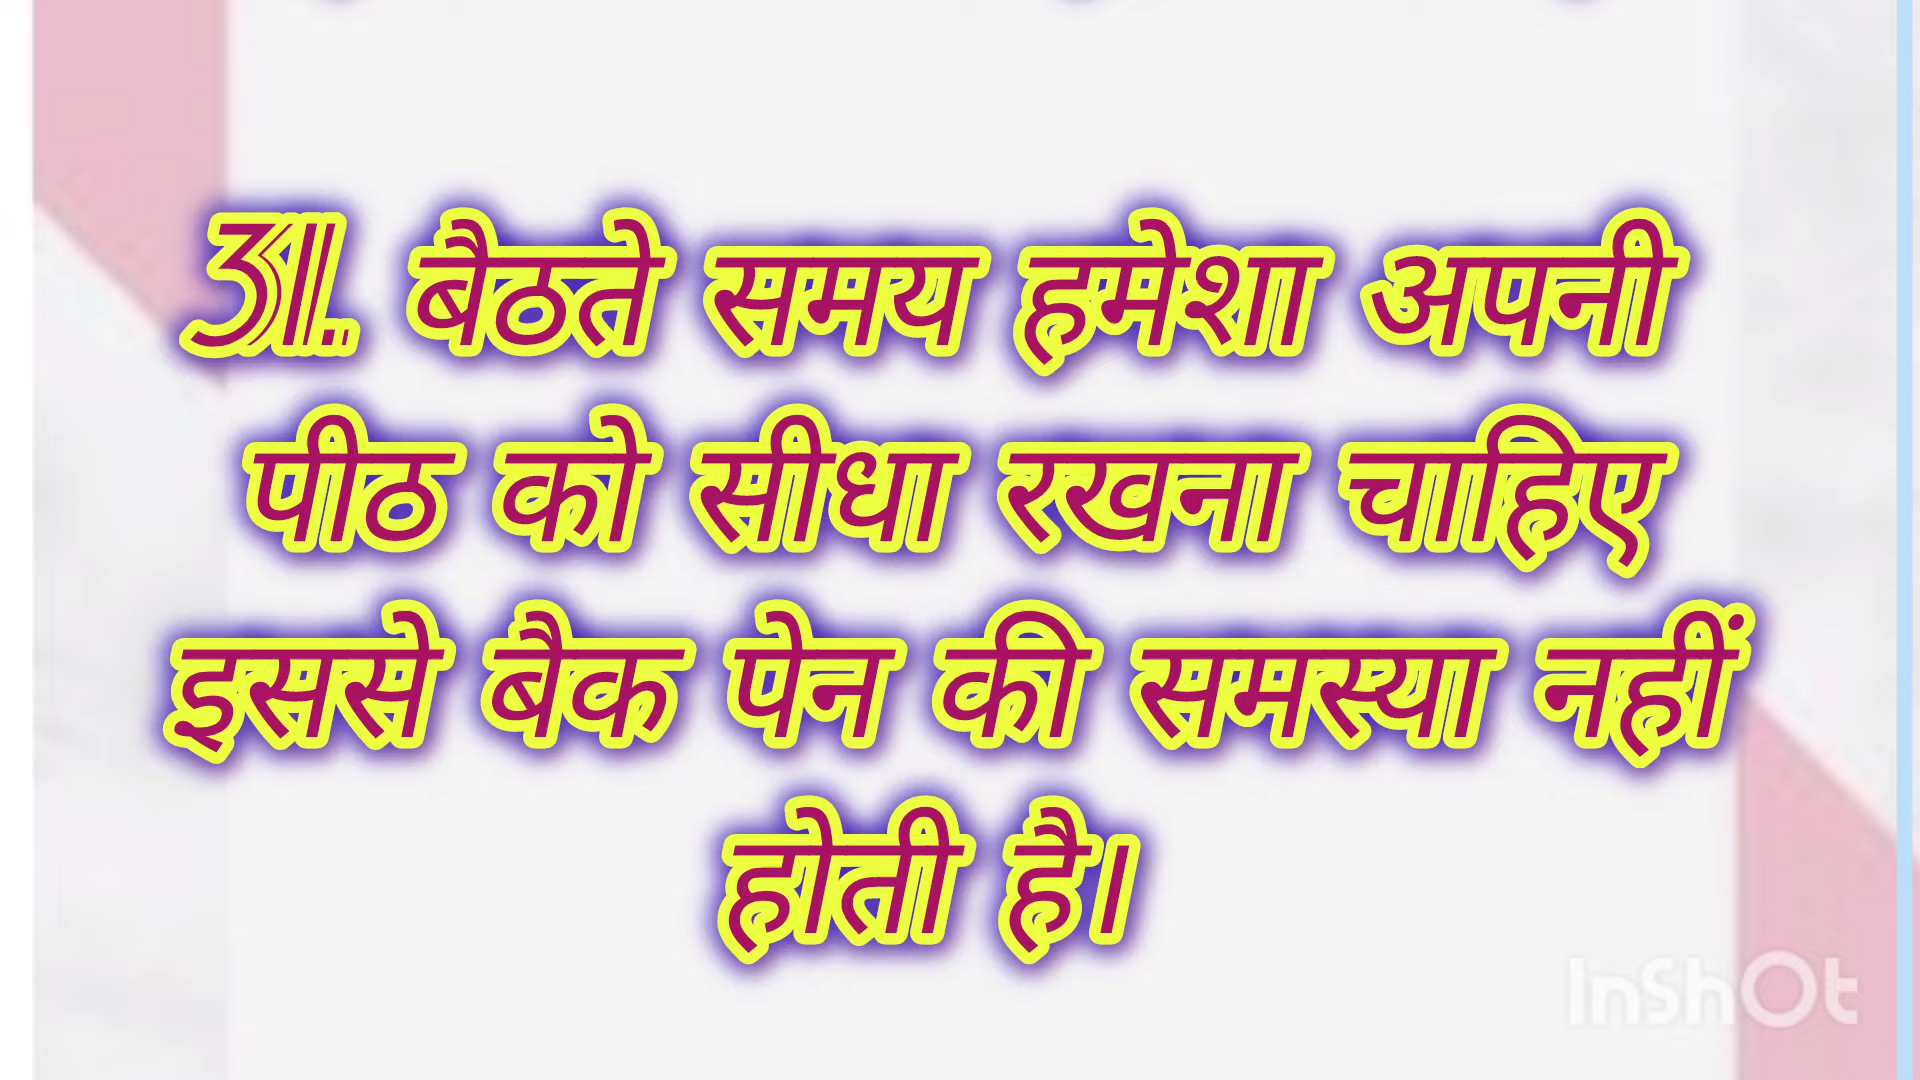 31. बैठते समय हमेशा अपनी
पीठ को सीधा रखना चाहिए
इससे बैक पेन की समस्या नहीं
होती है।
InShOt